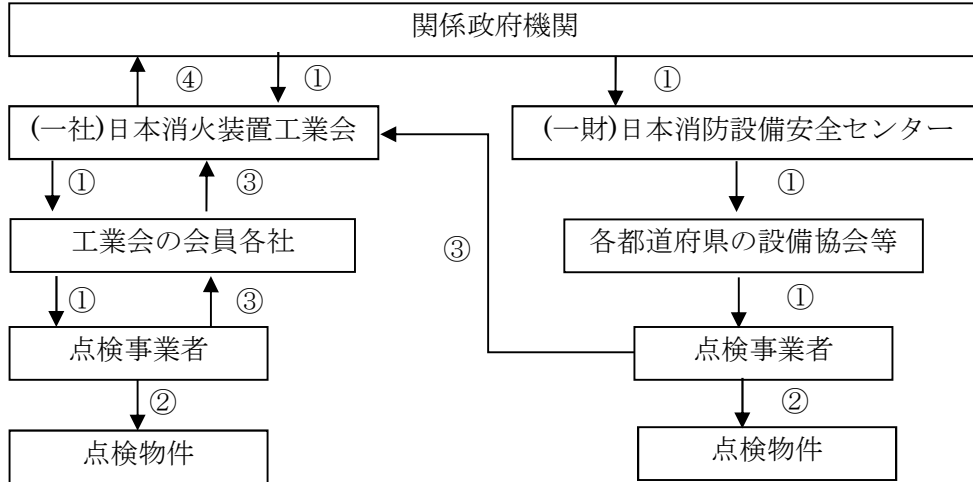 関係政府機関
④ ① ①
(一社)日本消火装置工業会 (一財)日本消防設備安全センター
① ③ ①
工業会の会員各社 各都道府県の設備協会等
③
① ③ ①
点検事業者 点検事業者
② ②
点検物件 点検物件